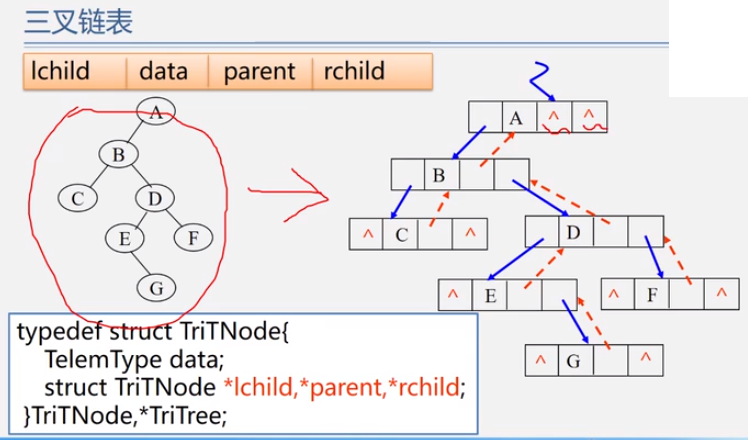 三叉链表
lchild data parent rchild
A
B
C D
E F
G
A ^ ^
B
^ C ^
D
^ E
^ F ^
^ G ^
typedef struct TriTNode{
TelemType data;
struct TriTNode *lchild,*parent,*rchild;
}TriTNode,*TriTree;